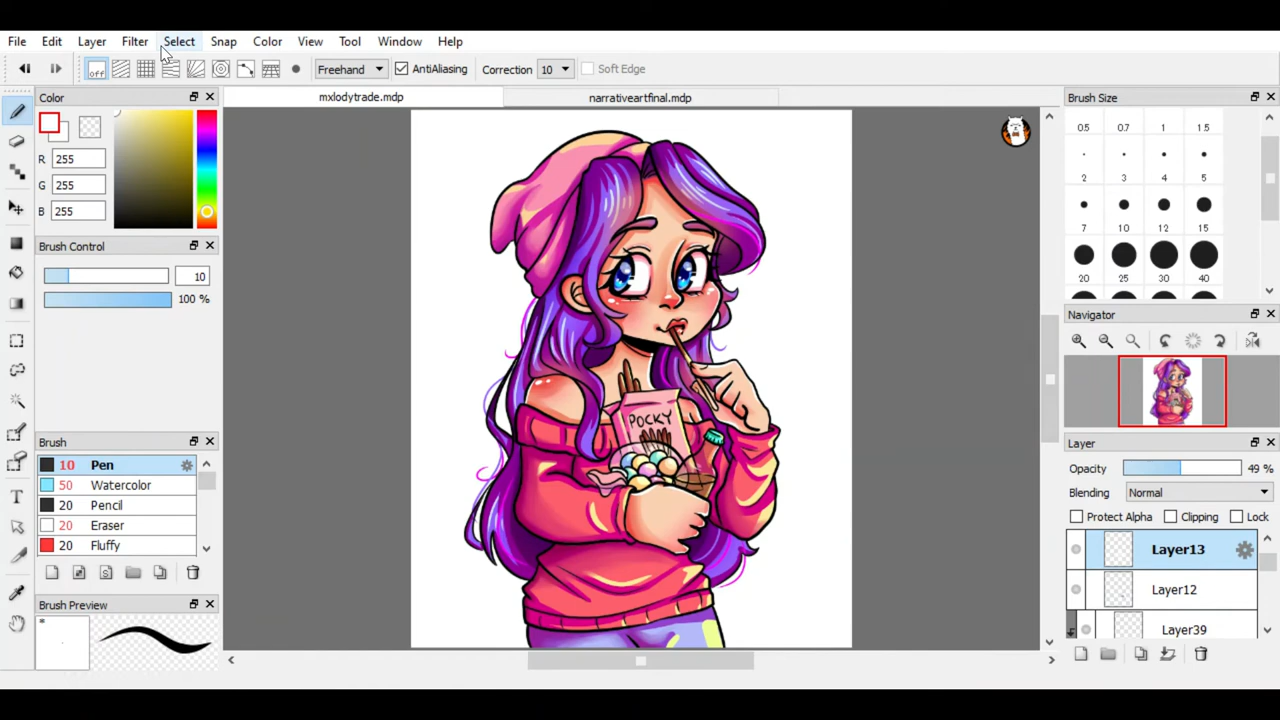 File Edit Layer Filter Select Snap Color View Tool Window Help
off Freehand AntiAliasing Correction 10 Soft Edge
Color mxlodytrade.mdp narrativeartfinal.mdp Brush Size
R 255
G 255
B 255
0.5 0.7 1 1.5
2 3 4 5
7 10 12 15
20 25 30 40
Brush Control
10
100 %
Navigator
POCKY
Brush
10 Pen
50 Watercolor
20 Pencil
20 Eraser
20 Fluffy
Brush Preview
*
Layer
Opacity 49 %
Blending Normal
Protect Alpha Clipping Lock
Layer13
Layer12
Layer39